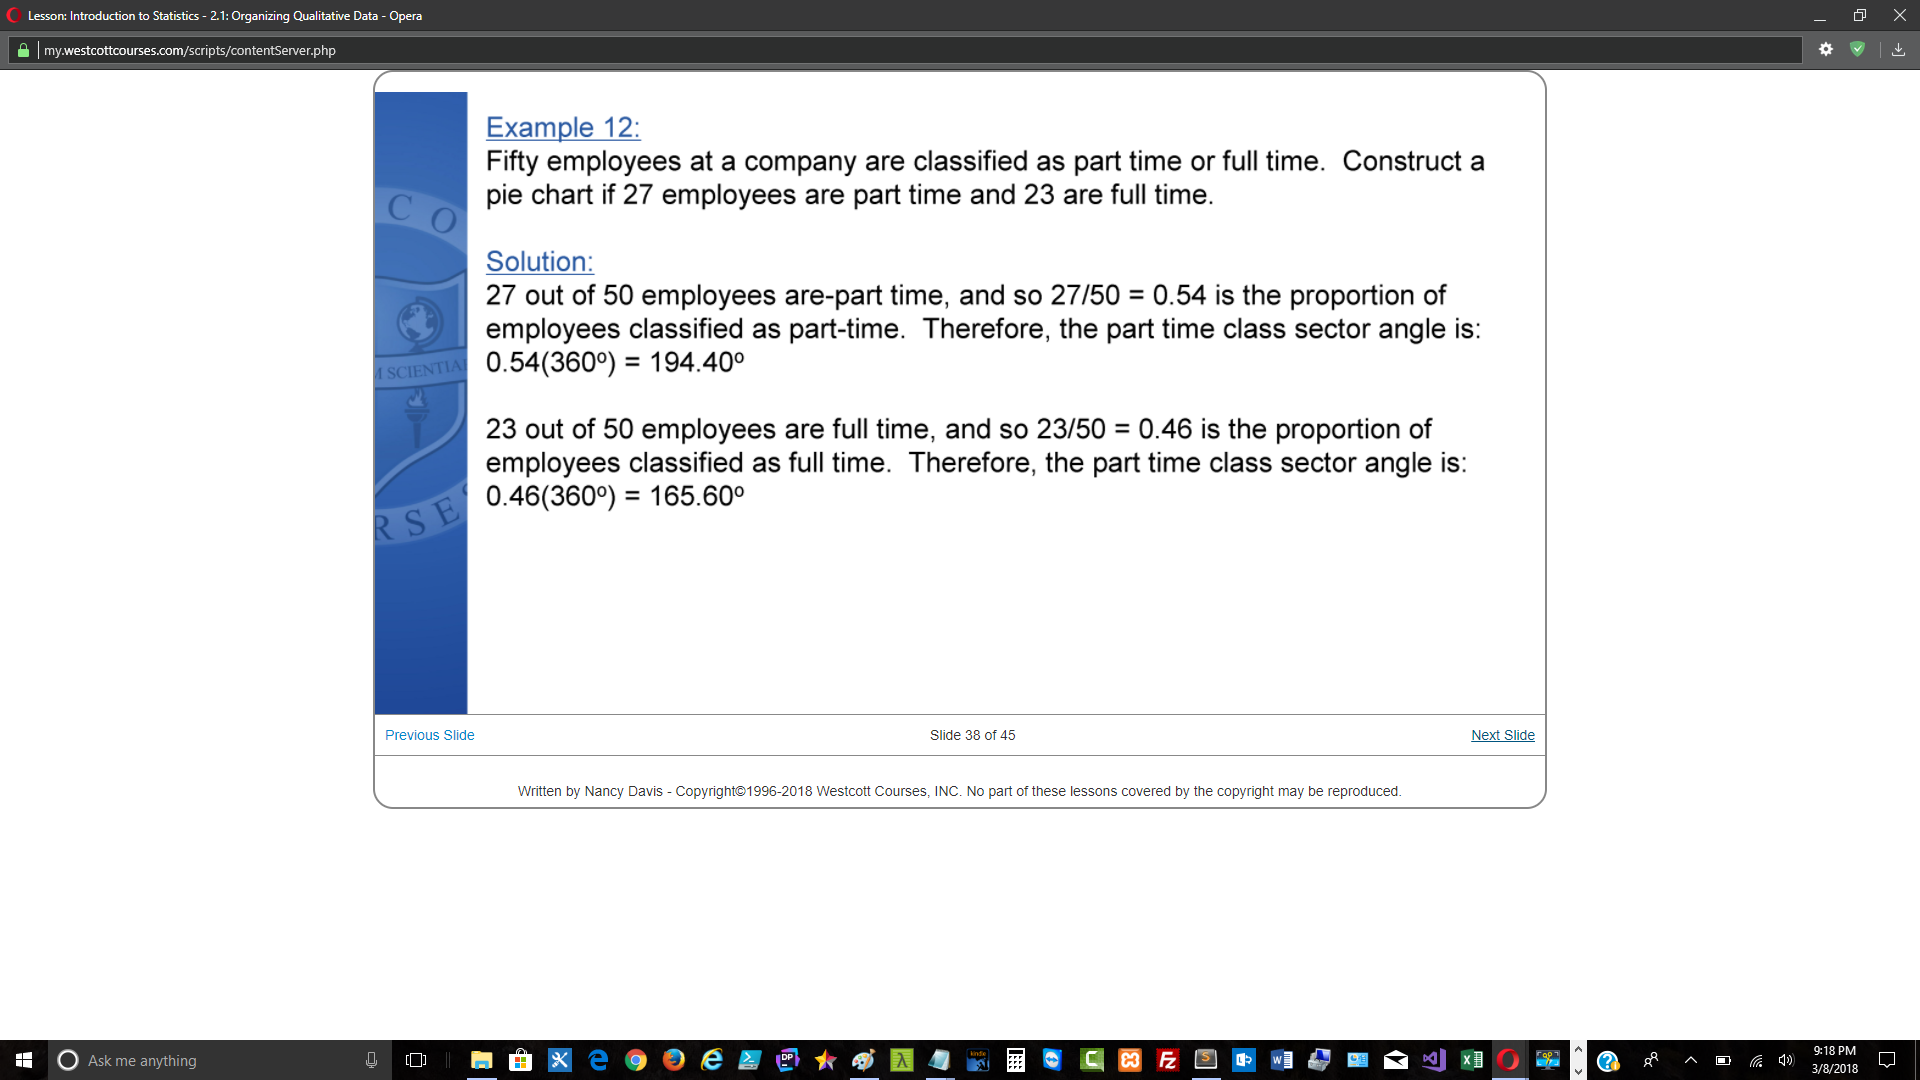 Lesson: Introduction to Statistics - 2.1: Organizing Qualitative Data - Opera
my.westcottcourses.com/scripts/contentServer.php
Example 12:
Fifty employees at a company are classified as part time or full time.  Construct a
pie chart if 27 employees are part time and 23 are full time.
Solution:
27 out of 50 employees are-part time, and so 27/50 = 0.54 is the proportion of
employees classified as part-time.  Therefore, the part time class sector angle is:
0.54(360º) = 194.40º
23 out of 50 employees are full time, and so 23/50 = 0.46 is the proportion of
employees classified as full time.  Therefore, the part time class sector angle is:
0.46(360º) = 165.60º
C O
M SCIENTIA
R S E S
Previous Slide
Slide 38 of 45
Next Slide
Written by Nancy Davis - Copyright©1996-2018 Westcott Courses, INC. No part of these lessons covered by the copyright may be reproduced.
Ask me anything
DP
kindle
9:18 PM
3/8/2018